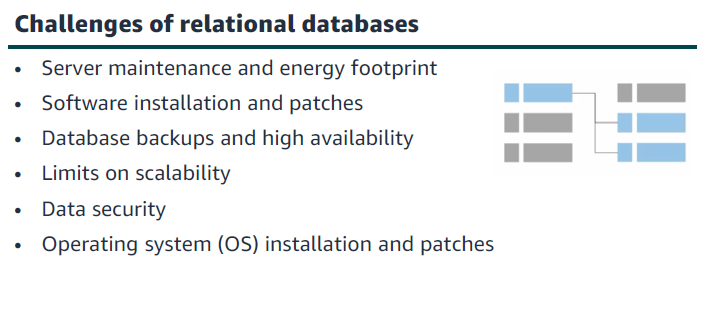 Challenges of relational databases
• Server maintenance and energy footprint
• Software installation and patches
• Database backups and high availability
• Limits on scalability
• Data security
• Operating system (OS) installation and patches